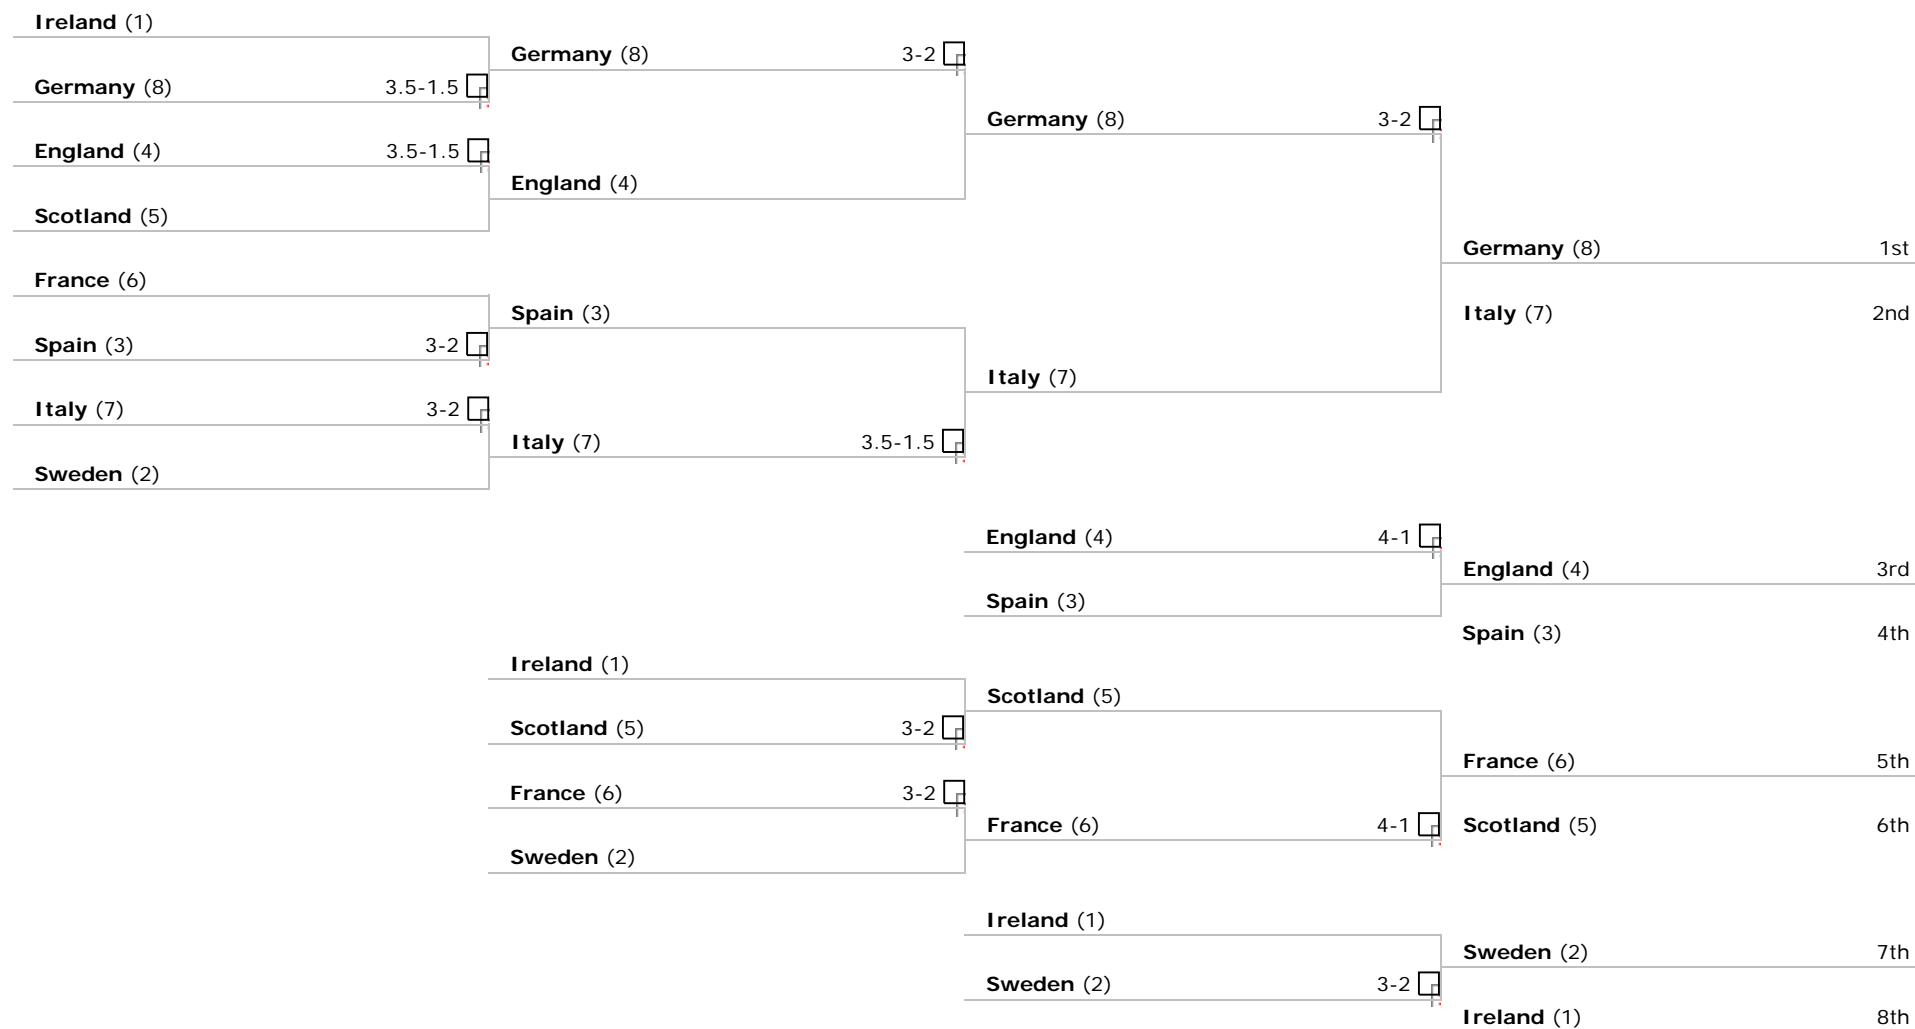 Ireland (1)
Germany (8) 3-2
Germany (8) 3.5-1.5
Germany (8) 3-2
England (4) 3.5-1.5
England (4)
Scotland (5)
Germany (8) 1st
France (6)
Spain (3)
Italy (7) 2nd
Spain (3) 3-2
Italy (7)
Italy (7) 3-2
Italy (7) 3.5-1.5
Sweden (2)
England (4) 4-1
England (4) 3rd
Spain (3)
Spain (3) 4th
Ireland (1)
Scotland (5)
Scotland (5) 3-2
France (6) 5th
France (6) 3-2
France (6) 4-1
Scotland (5) 6th
Sweden (2)
Ireland (1)
Sweden (2) 7th
Sweden (2) 3-2
Ireland (1) 8th